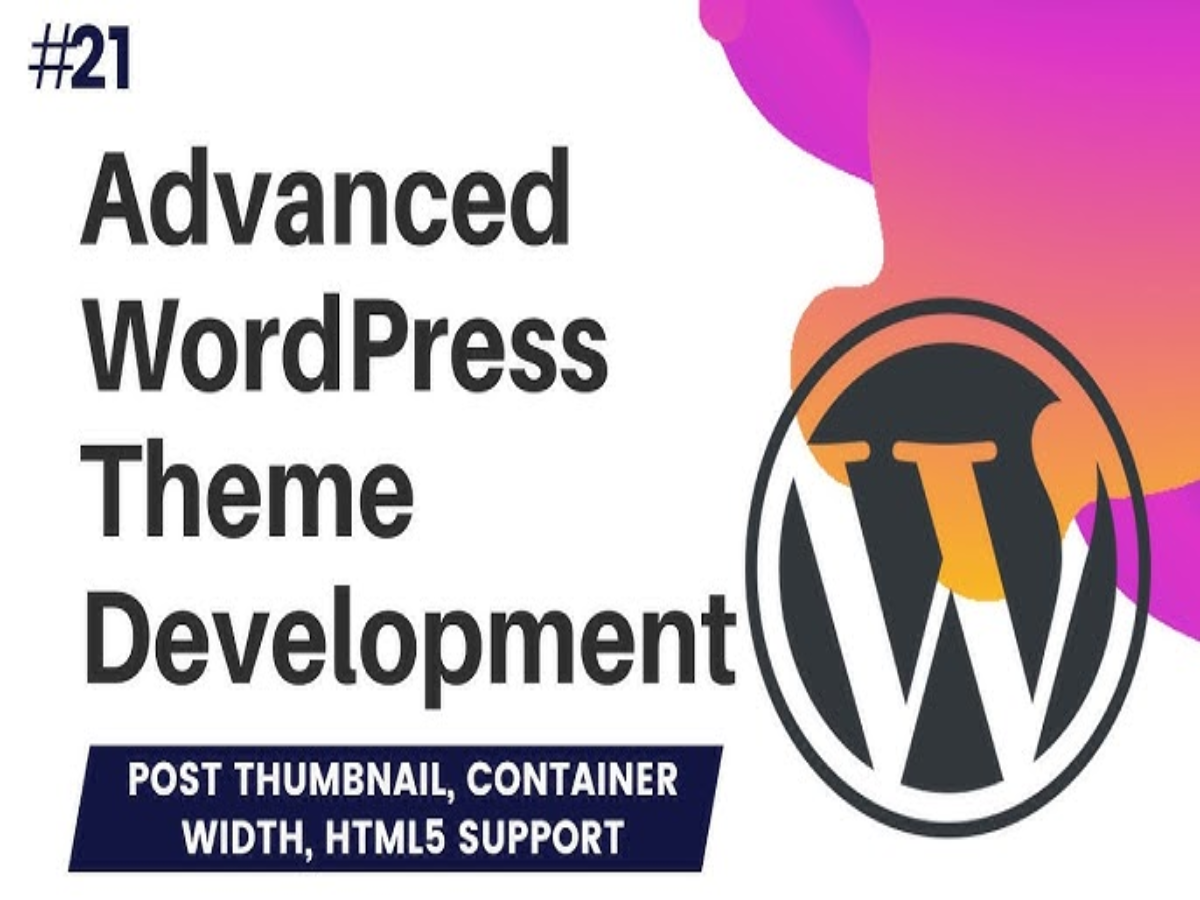 #21
Advanced
WordPress
Theme
Development
POST THUMBNAIL, CONTAINER
WIDTH, HTML5 SUPPORT